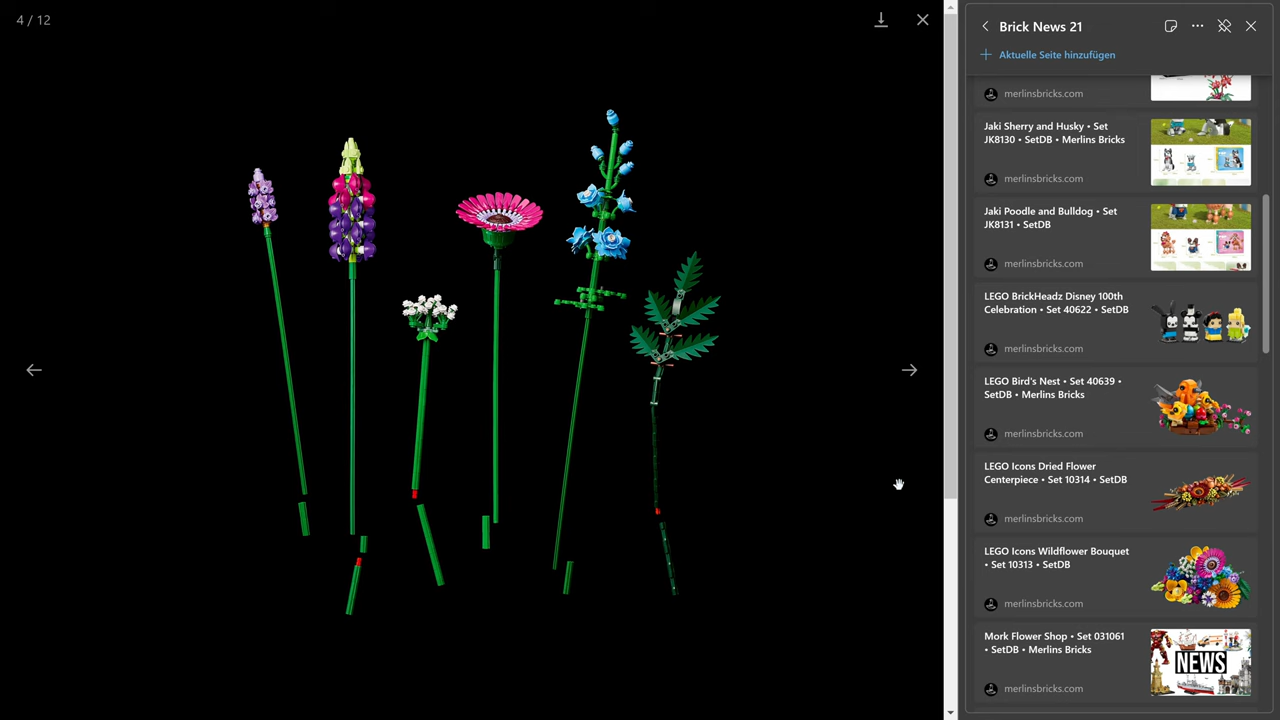 4 / 12
Brick News 21
Aktuelle Seite hinzufügen
merlinsbricks.com
Jaki Sherry and Husky • Set
JK8130 • SetDB • Merlins Bricks
merlinsbricks.com
Jaki Poodle and Bulldog • Set
JK8131 • SetDB
merlinsbricks.com
LEGO BrickHeadz Disney 100th
Celebration • Set 40622 • SetDB
merlinsbricks.com
LEGO Bird's Nest • Set 40639 •
SetDB • Merlins Bricks
merlinsbricks.com
LEGO Icons Dried Flower
Centerpiece • Set 10314 • SetDB
merlinsbricks.com
LEGO Icons Wildflower Bouquet
• Set 10313 • SetDB
merlinsbricks.com
Mork Flower Shop • Set 031061
• SetDB • Merlins Bricks
NEWS
merlinsbricks.com